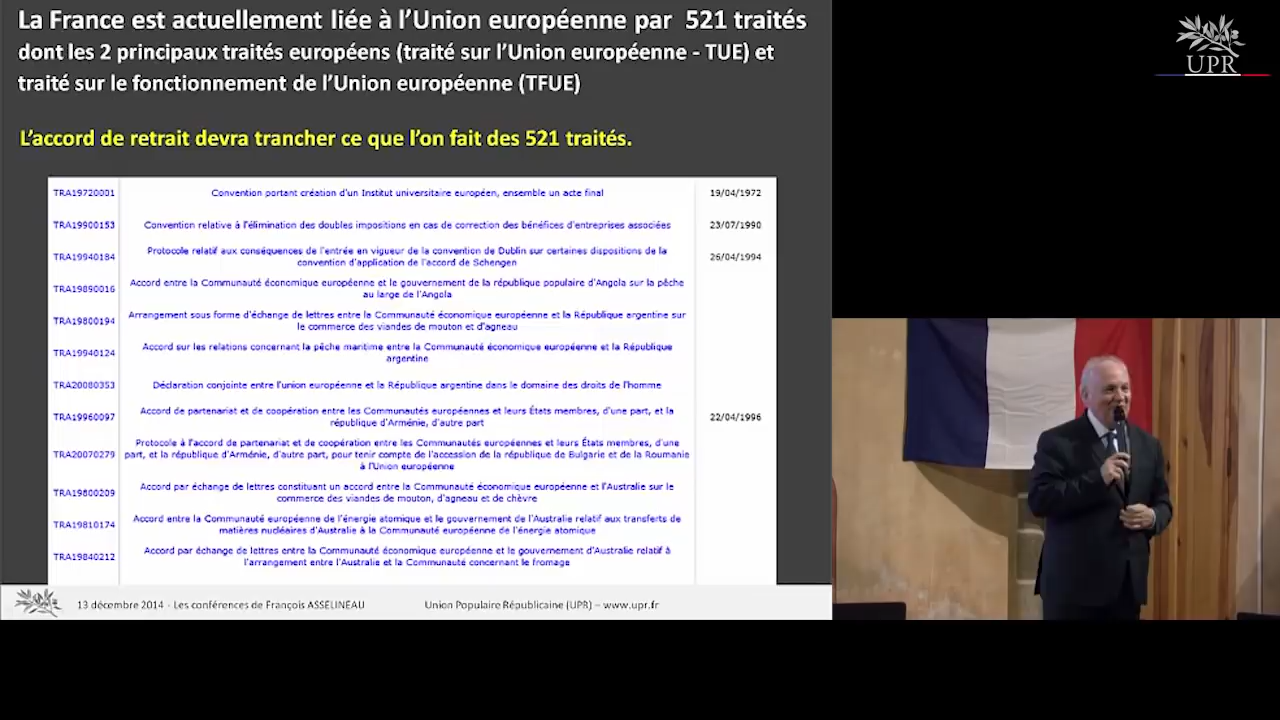 La France est actuellement liée à l'Union européenne par 521 traités
dont les 2 principaux traités européens (traité sur l'Union européenne - TUE) et
traité sur le fonctionnement de l'Union européenne (TFUE)
L'accord de retrait devra trancher ce que l'on fait des 521 traités.
TRA19720001 Convention portant création d'un Institut universitaire européen, ensemble un acte final 19/04/1972
TRA19900153 Convention relative à l'élimination des doubles impositions en cas de correction des bénéfices d'entreprises associées 23/07/1990
TRA19940184 Protocole relatif aux conséquences de l'entrée en vigueur de la convention de Dublin sur certaines dispositions de la
convention d'application de l'accord de Schengen 26/04/1994
TRA19890016 Accord entre la Communauté économique européenne et le gouvernement de la république populaire d'Angola sur la pêche
au large de l'Angola
TRA19800194 Arrangement sous forme d'échange de lettres entre la Communauté économique européenne et la République argentine sur
le commerce des viandes de mouton et d'agneau
TRA19940124 Accord sur les relations concernant la pêche maritime entre la Communauté économique européenne et la République
argentine
TRA20080353 Déclaration conjointe entre l'union européenne et la République argentine dans le domaine des droits de l'homme
TRA19960097 Accord de partenariat et de coopération entre les Communautés européennes et leurs États membres, d'une part, et la
république d'Arménie, d'autre part 22/04/1996
TRA20070279 Protocole à l'accord de partenariat et de coopération entre les Communautés européennes et leurs États membres, d'une
part, et la république d'Arménie, d'autre part, pour tenir compte de l'accession de la république de Bulgarie et de la Roumanie
à l'Union européenne
TRA19800209 Accord par échange de lettres constituant un accord entre la Communauté économique européenne et l'Australie sur le
commerce des viandes de mouton, d'agneau et de chèvre
TRA19810174 Accord entre la Communauté européenne de l'énergie atomique et le gouvernement de l'Australie relatif aux transferts de
matières nucléaires d'Australie à la Communauté européenne de l'énergie atomique
TRA19840212 Accord par échange de lettres entre la Communauté économique européenne et le gouvernement d'Australie relatif à
l'arrangement entre l'Australie et la Communauté concernant le fromage
13 décembre 2014 - Les conférences de François ASSELINEAU Union Populaire Républicaine (UPR) – www.upr.fr
UPR